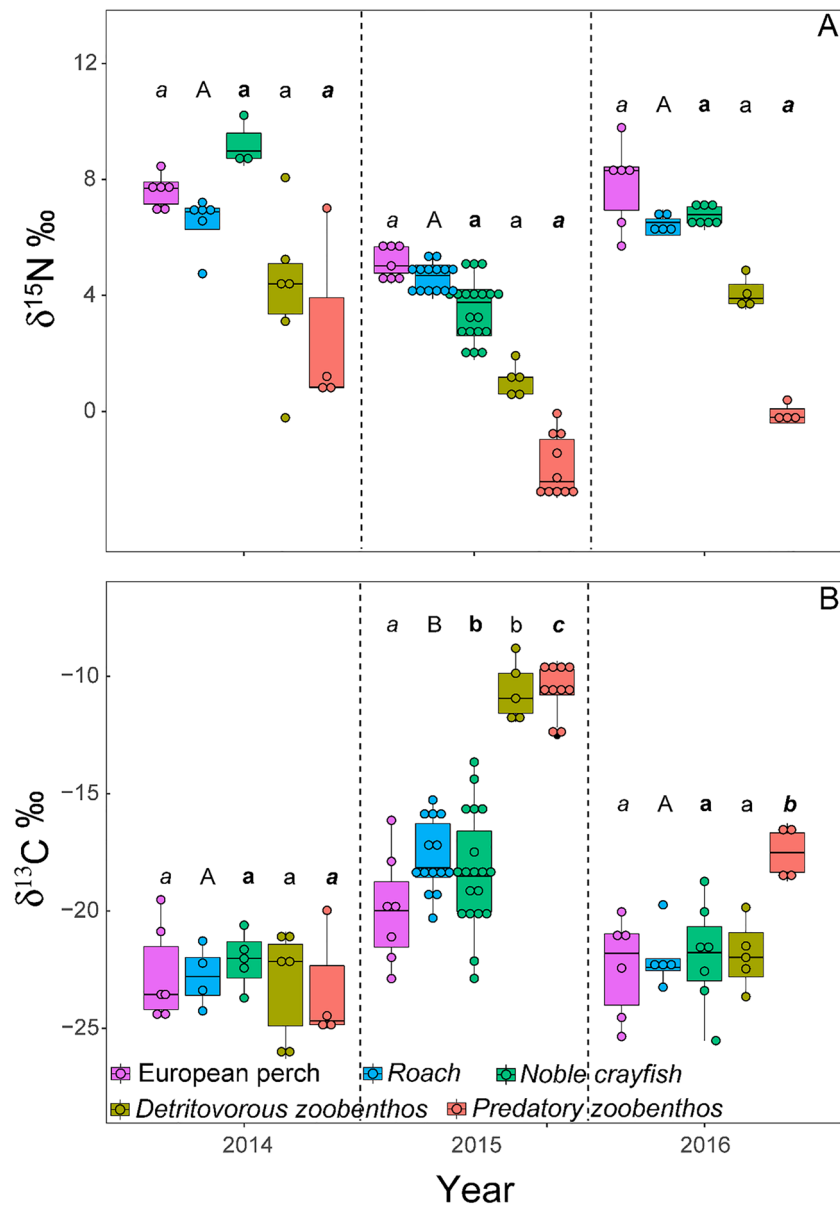 A
12
a A a a a
a A a a a
8
a A a a a
δ¹⁵N ‰
4
0
B
a B b b c
−10
−15
a A a a b
δ¹³C ‰
a A a a a
−20
−25
European perch Roach Noble crayfish
Detritovorous zoobenthos Predatory zoobenthos
2014 2015 2016
Year